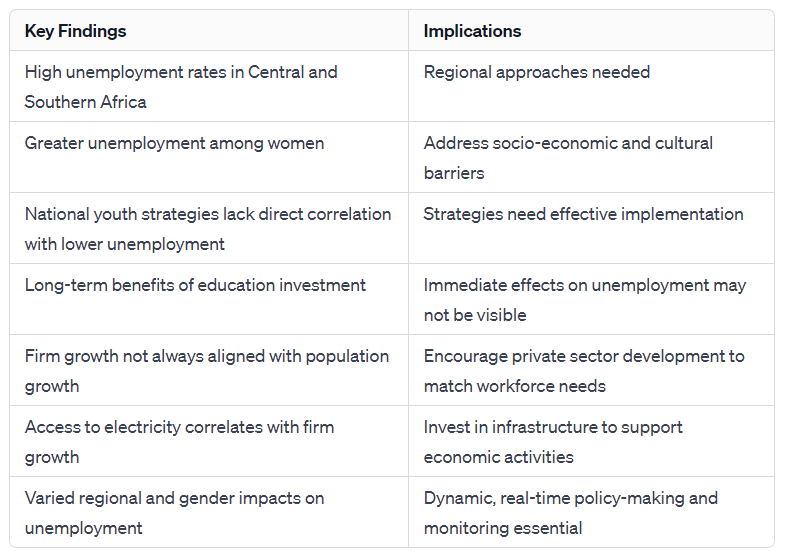 Key Findings
Implications
High unemployment rates in Central and
Southern Africa
Regional approaches needed
Greater unemployment among women
Address socio-economic and cultural
barriers
National youth strategies lack direct correlation
with lower unemployment
Strategies need effective implementation
Long-term benefits of education investment
Immediate effects on unemployment may
not be visible
Firm growth not always aligned with population
growth
Encourage private sector development to
match workforce needs
Access to electricity correlates with firm
growth
Invest in infrastructure to support
economic activities
Varied regional and gender impacts on
unemployment
Dynamic, real-time policy-making and
monitoring essential